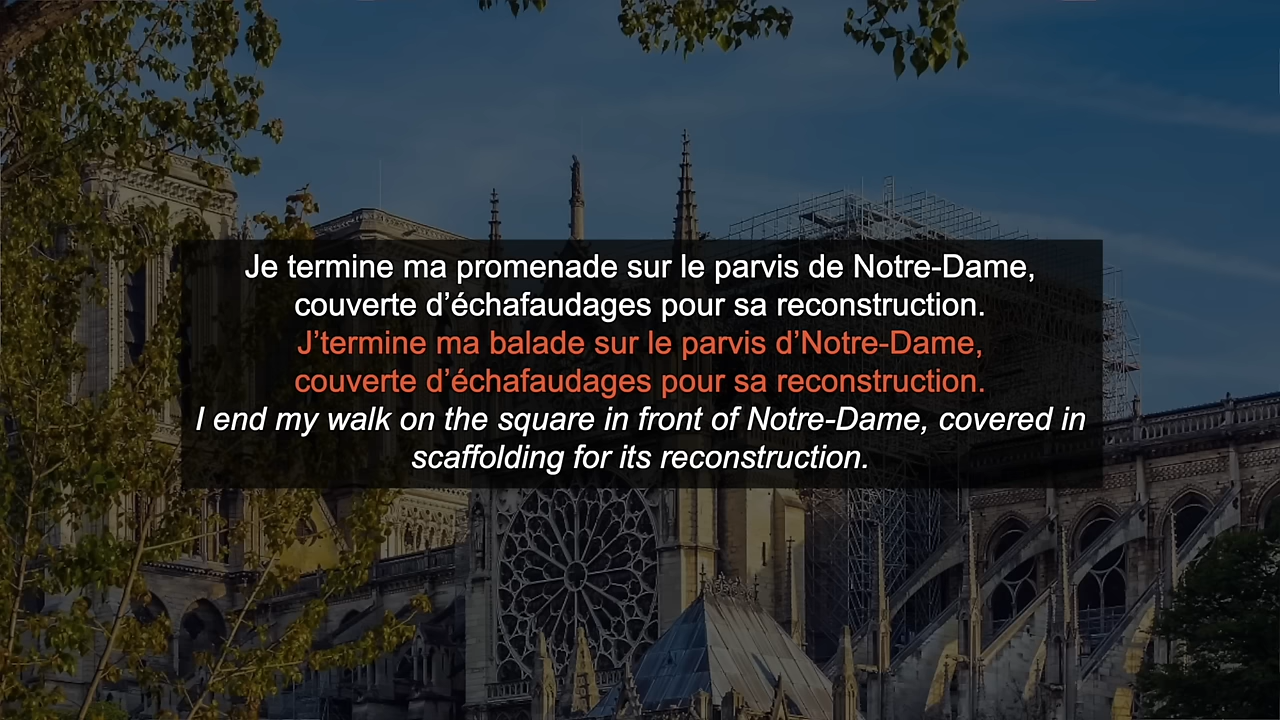 Je termine ma promenade sur le parvis de Notre-Dame,
couverte d’échafaudages pour sa reconstruction.
J’termine ma balade sur le parvis d’Notre-Dame,
couverte d’échafaudages pour sa reconstruction.
I end my walk on the square in front of Notre-Dame, covered in
scaffolding for its reconstruction.